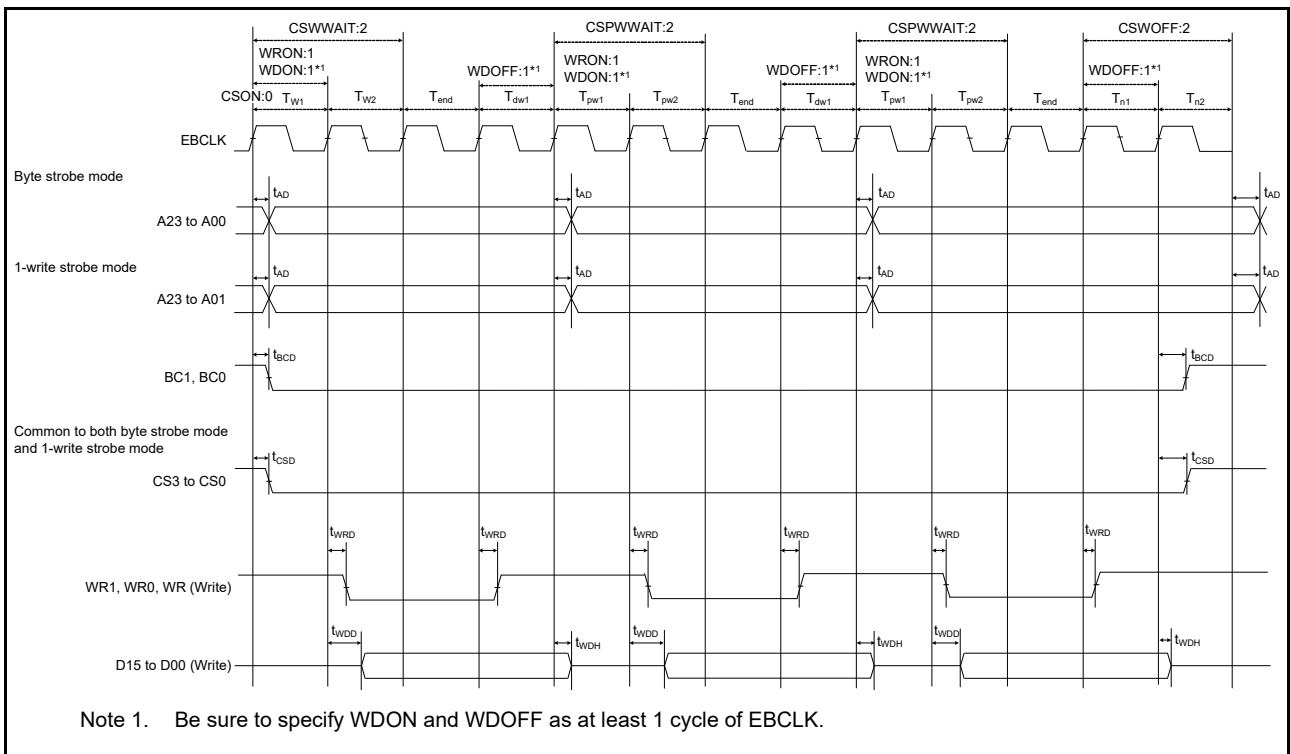 CSWWAIT:2 CSPWWAIT:2 CSPWWAIT:2 CSWOFF:2
WRON:1 WRON:1 WRON:1
WDON:1*1 WDOFF:1*1 WDON:1*1 WDOFF:1*1 WDON:1*1 WDOFF:1*1
CSON:0 TW1 TW2 Tend Tdw1 Tpw1 Tpw2 Tend Tdw1 Tpw1 Tpw2 Tend Tn1 Tn2
EBCLK
Byte strobe mode
tAD tAD tAD tAD
A23 to A00
1-write strobe mode
tAD tAD tAD tAD
A23 to A01
tBCD tBCD
BC1, BC0
Common to both byte strobe mode
and 1-write strobe mode
tCSD tCSD
CS3 to CS0
tWRD tWRD tWRD tWRD tWRD tWRD
WR1, WR0, WR (Write)
tWDD tWDH tWDD tWDH tWDD tWDH
D15 to D00 (Write)
Note 1. Be sure to specify WDON and WDOFF as at least 1 cycle of EBCLK.